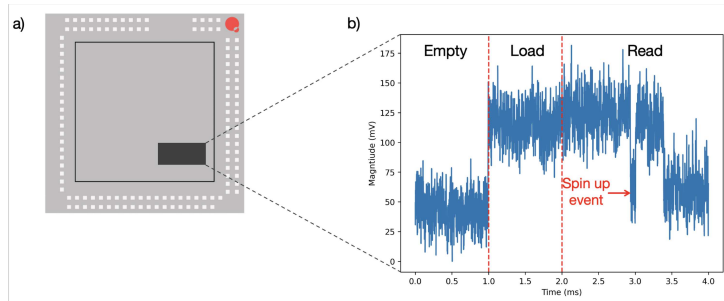 a)
b)
Empty Load Read
175
150
125
100
75
50
25
0
Magntiude (mV)
Spin up
event
0.0 0.5 1.0 1.5 2.0 2.5 3.0 3.5 4.0
Time (ms)